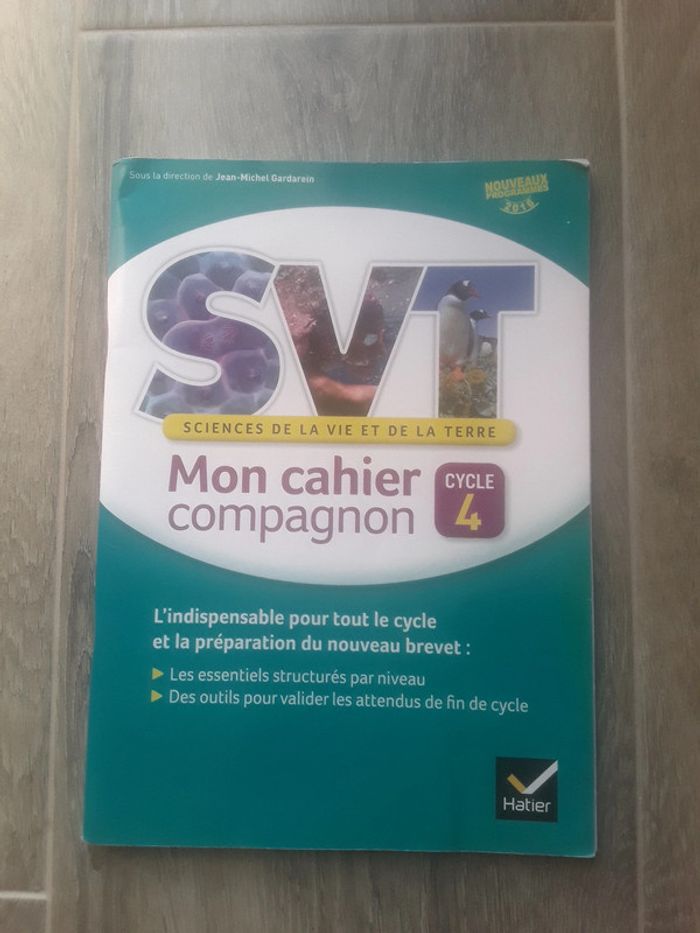 Sous la direction de Jean-Michel Gardarein
NOUVEAUX
PROGRAMMES
2016
SVT
SCIENCES DE LA VIE ET DE LA TERRE
Mon cahier
compagnon
CYCLE
4
L'indispensable pour tout le cycle
et la préparation du nouveau brevet :
Les essentiels structurés par niveau
Des outils pour valider les attendus de fin de cycle
Hatier